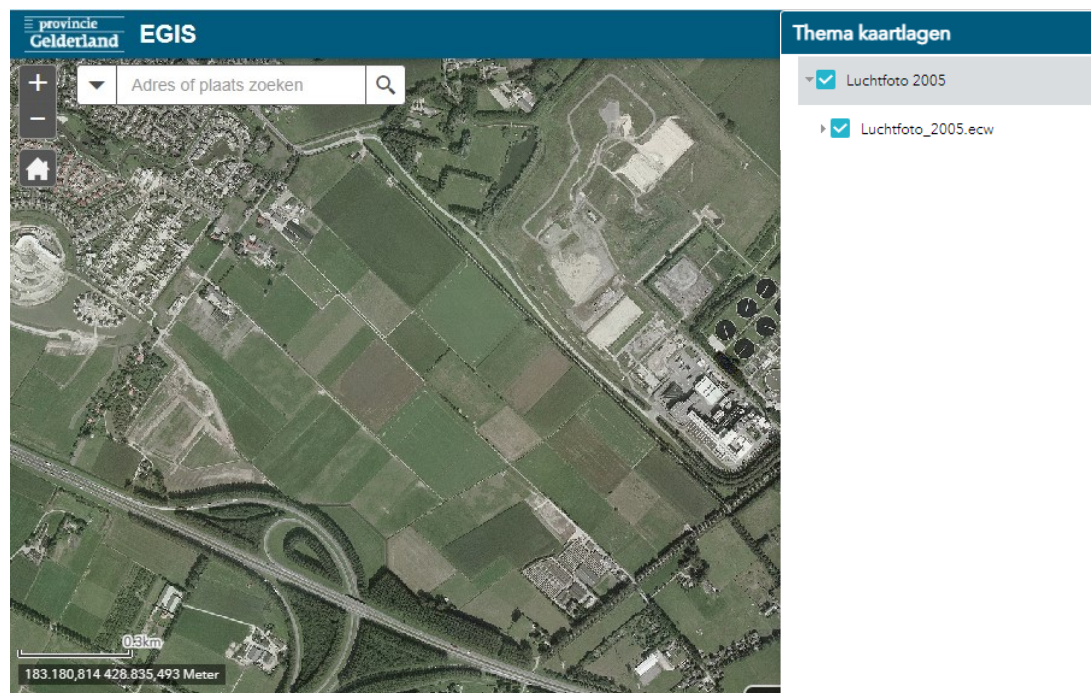 provincie
Gelderland
EGIS
Thema kaartlagen
+
Adres of plaats zoeken
Luchtfoto 2005
−
Luchtfoto_2005.ecw
0.3km
183.180,814 428.835,493 Meter